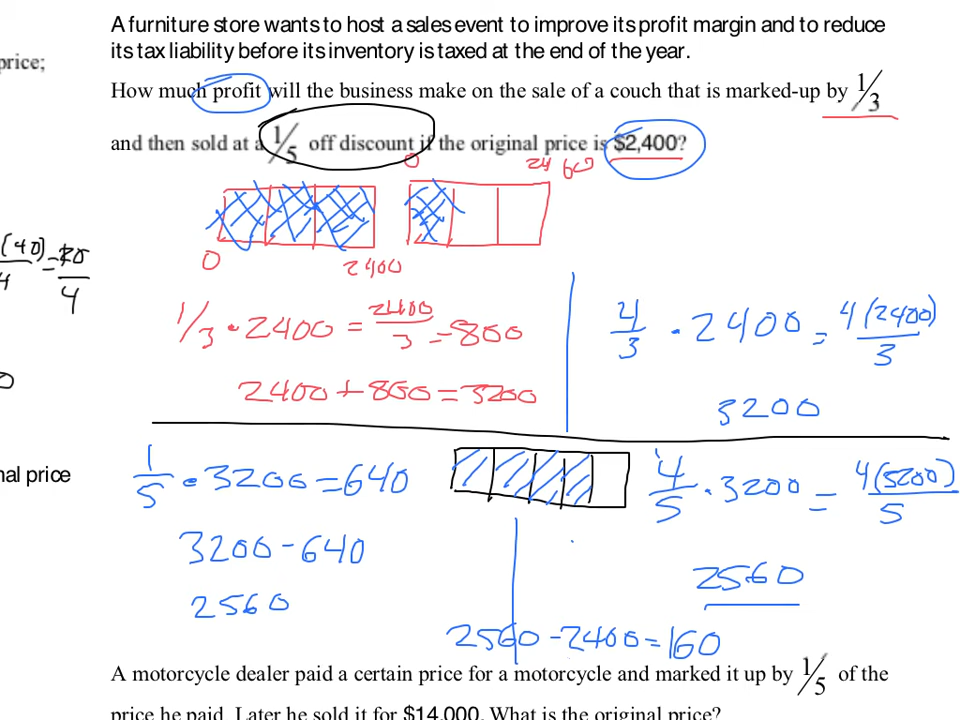 A furniture store wants to host a sales event to improve its profit margin and to reduce
its tax liability before its inventory is taxed at the end of the year.
price;
How much profit will the business make on the sale of a couch that is marked-up by 1/3
and then sold at a 1/5 off discount if the original price is $2,400?
0 24 60
0 2400
(40)
4
4
1/3 • 2400 = 2400/3 = 800
2400 + 800 = 3200
4/3 • 2400 = 4(2400)/3
3200
nal price
1/5 • 3200 = 640
3200 - 640
2560
4/5 • 3200 = 4(3200)/5
2560
2560 - 2400 = 160
A motorcycle dealer paid a certain price for a motorcycle and marked it up by 1/5 of the
price he paid. Later he sold it for $14,000. What is the original price?